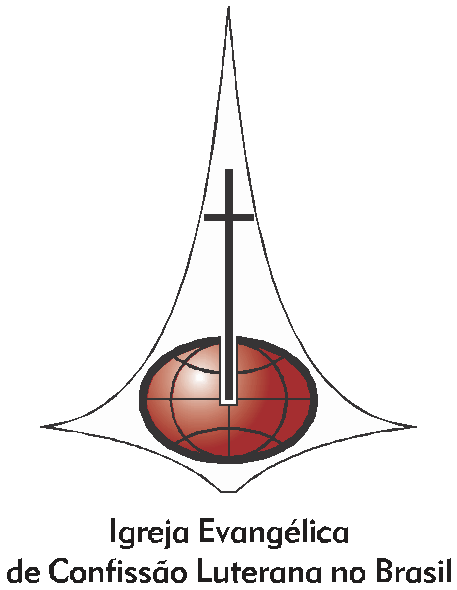 Igreja Evangélica
de Confissão Luterana no Brasil